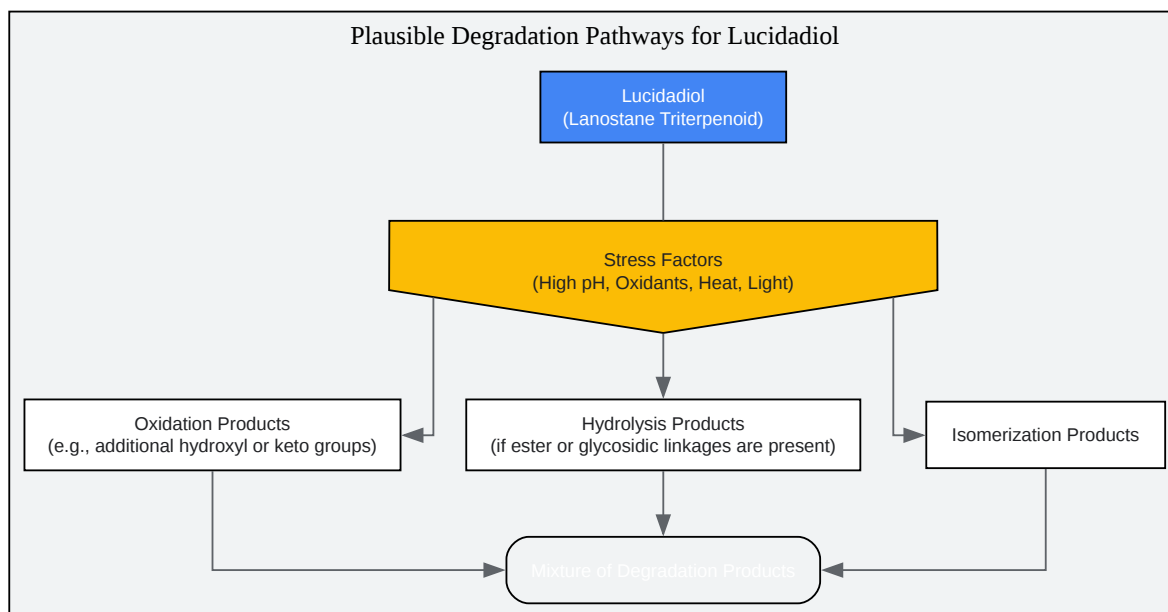 Plausible Degradation Pathways for Lucidadiol
Lucidadiol
(Lanostane Triterpenoid)
Stress Factors
(High pH, Oxidants, Heat, Light)
Oxidation Products
(e.g., additional hydroxyl or keto groups)
Hydrolysis Products
(if ester or glycosidic linkages are present)
Isomerization Products
Mixture of Degradation Products